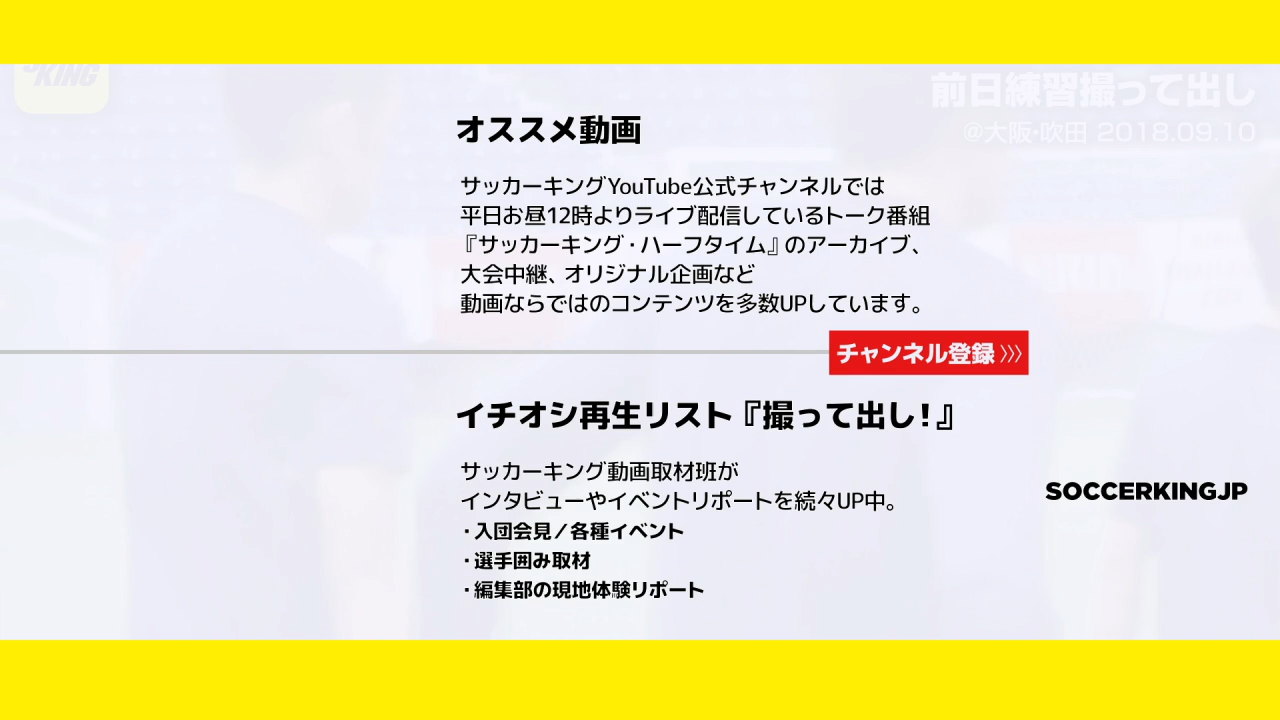 KING
前日練習撮って出し
@大阪・吹田 2018.09.10
オススメ動画
サッカーキングYouTube公式チャンネルでは
平日お昼12時よりライブ配信しているトーク番組
『サッカーキング・ハーフタイム』のアーカイブ、
大会中継、オリジナル企画など
動画ならではのコンテンツを多数UPしています。
チャンネル登録 》〉
イチオシ再生リスト『撮って出し!』
サッカーキング動画取材班が
インタビューやイベントリポートを続々UP中。
・入団会見／各種イベント
・選手囲み取材
・編集部の現地体験リポート
SOCCERKINGJP